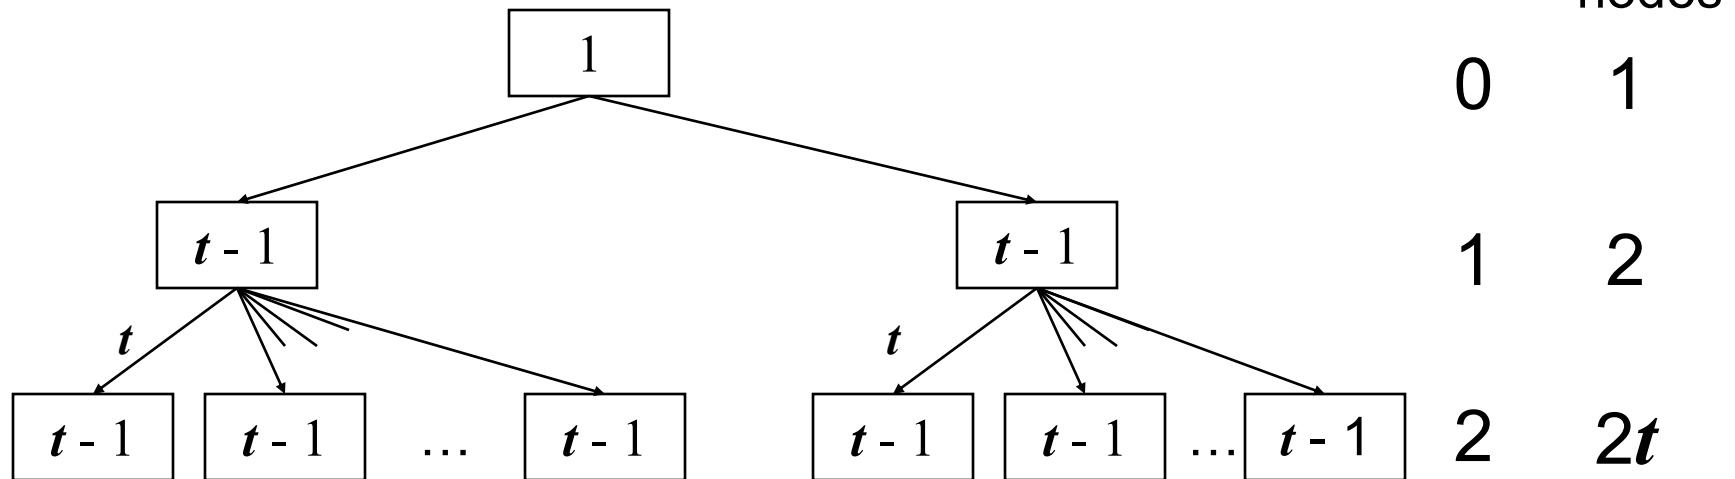 nodes
1 0 1
t - 1 t - 1 1 2
t t
t - 1 t - 1 ... t - 1 t - 1 t - 1 ... t - 1 2 2t